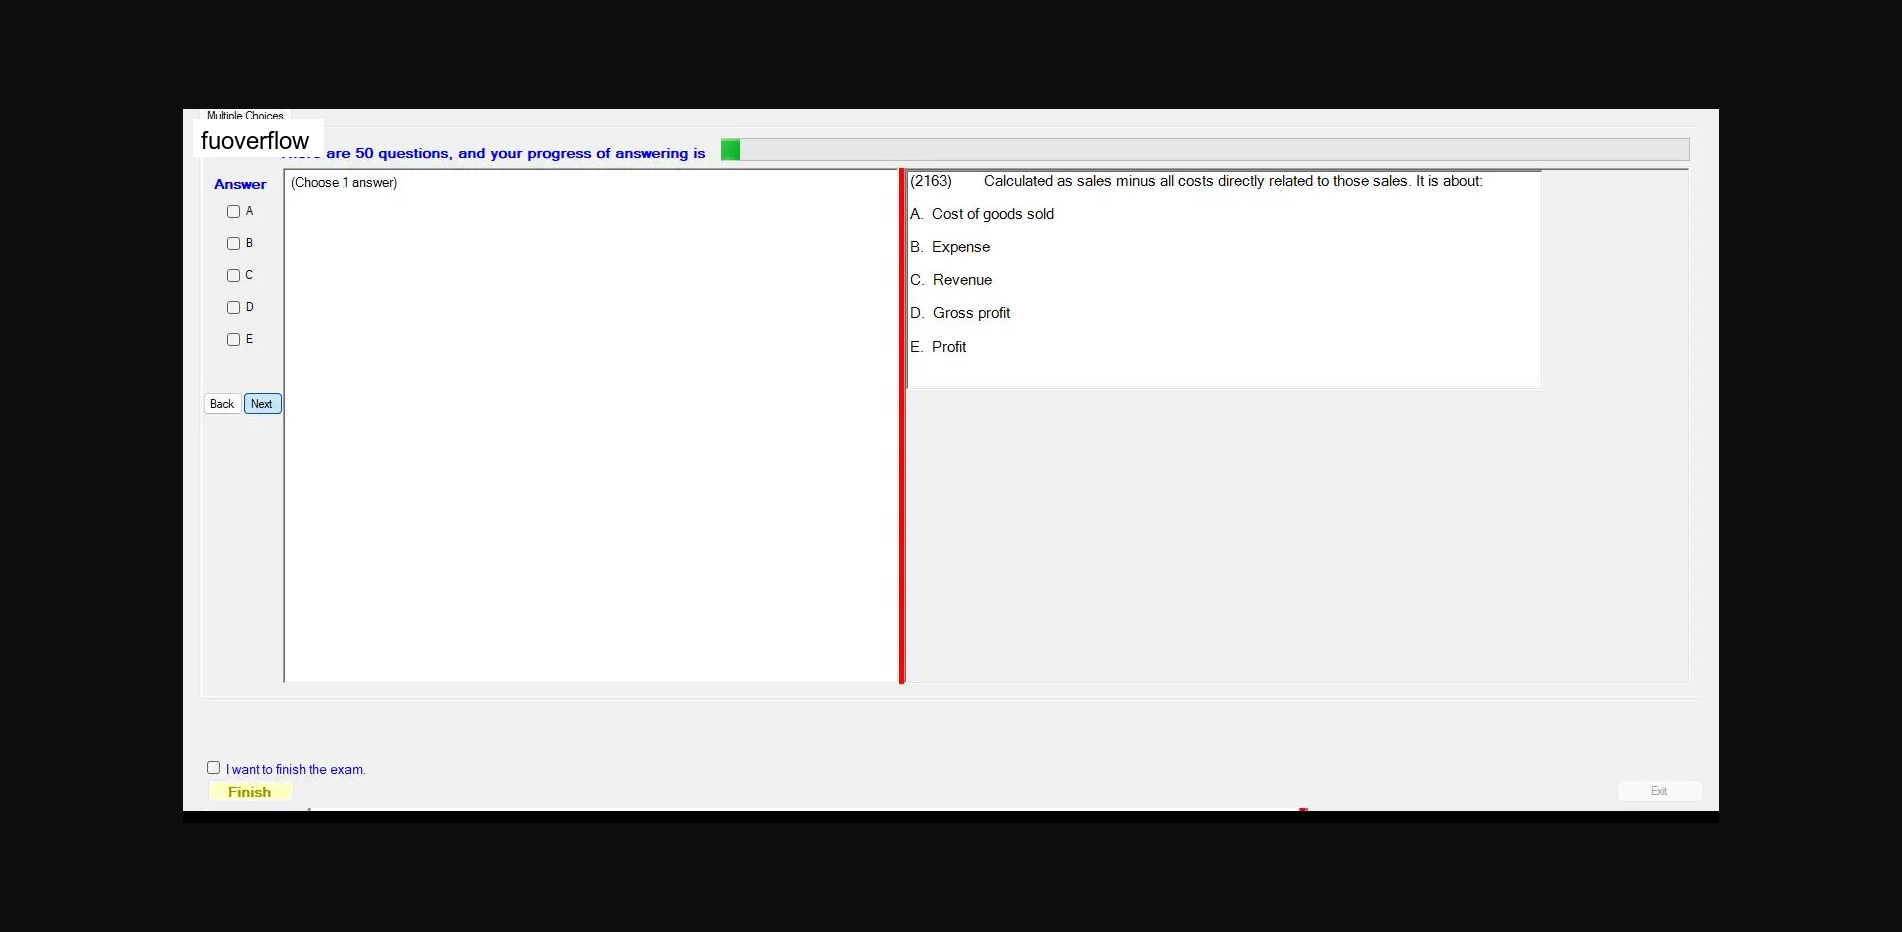 Multiple Choices
fuoverflow
are 50 questions, and your progress of answering is
Answer
(Choose 1 answer)
A
B
C
D
E
Back
Next
(2163) Calculated as sales minus all costs directly related to those sales. It is about:
A. Cost of goods sold
B. Expense
C. Revenue
D. Gross profit
E. Profit
I want to finish the exam.
Finish
Exit